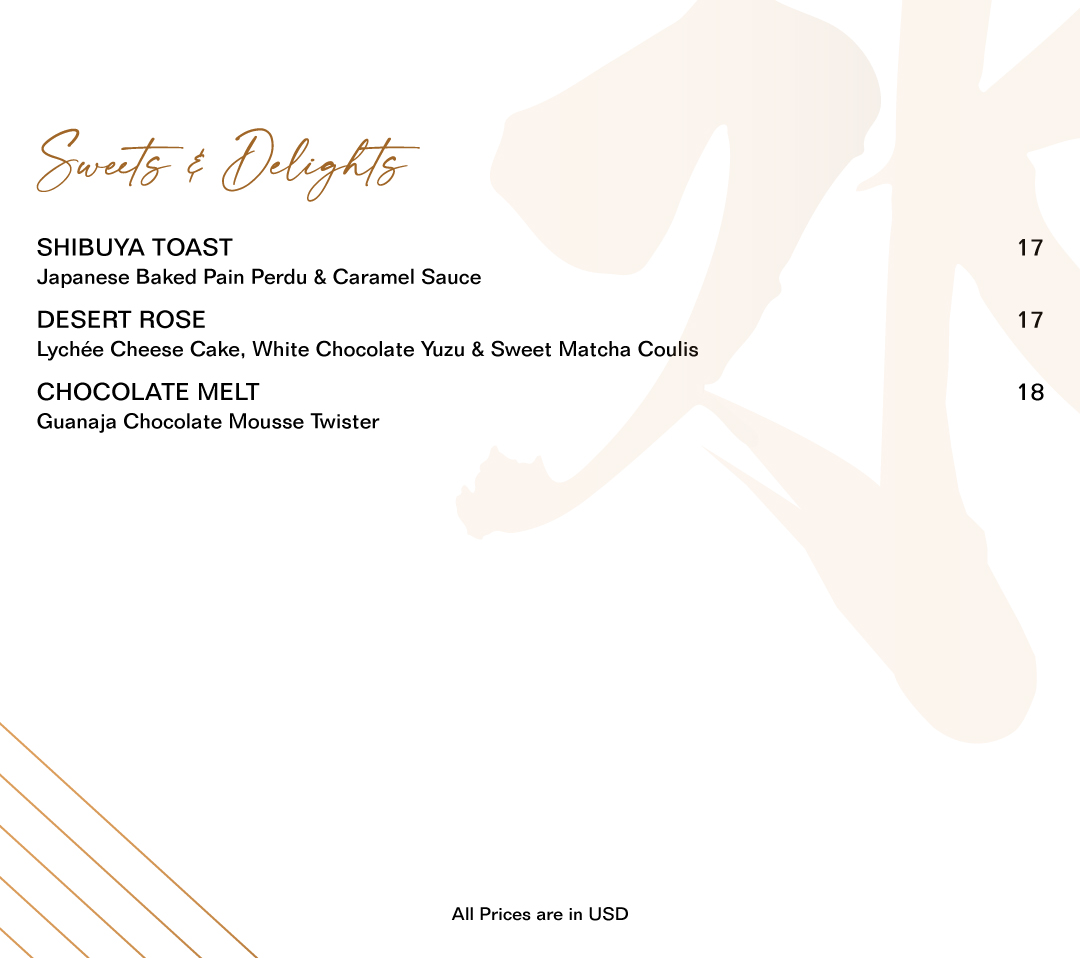 Sweets & Delights
SHIBUYA TOAST 17
Japanese Baked Pain Perdu & Caramel Sauce
DESERT ROSE 17
Lychée Cheese Cake, White Chocolate Yuzu & Sweet Matcha Coulis
CHOCOLATE MELT 18
Guanaja Chocolate Mousse Twister
All Prices are in USD